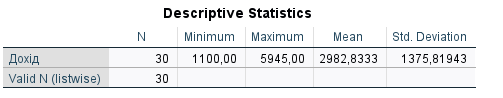 Descriptive Statistics
N Minimum Maximum Mean Std. Deviation
Дохід 30 1100,00 5945,00 2982,8333 1375,81943
Valid N (listwise) 30